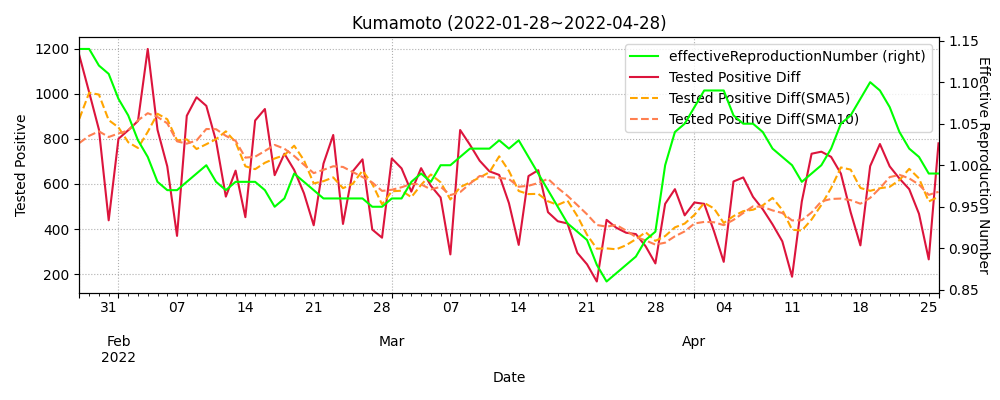 Kumamoto (2022-01-28~2022-04-28)
effectiveReproductionNumber (right)
Tested Positive Diff
Tested Positive Diff(SMA5)
Tested Positive Diff(SMA10)
Tested Positive
1200
1000
800
600
400
200
1.15
1.10
1.05
1.00
0.95
0.90
0.85
Effective Reproduction Number
31 07 14 21 28 07 14 21 28 04 11 18 25
Feb Mar Apr
2022
Date